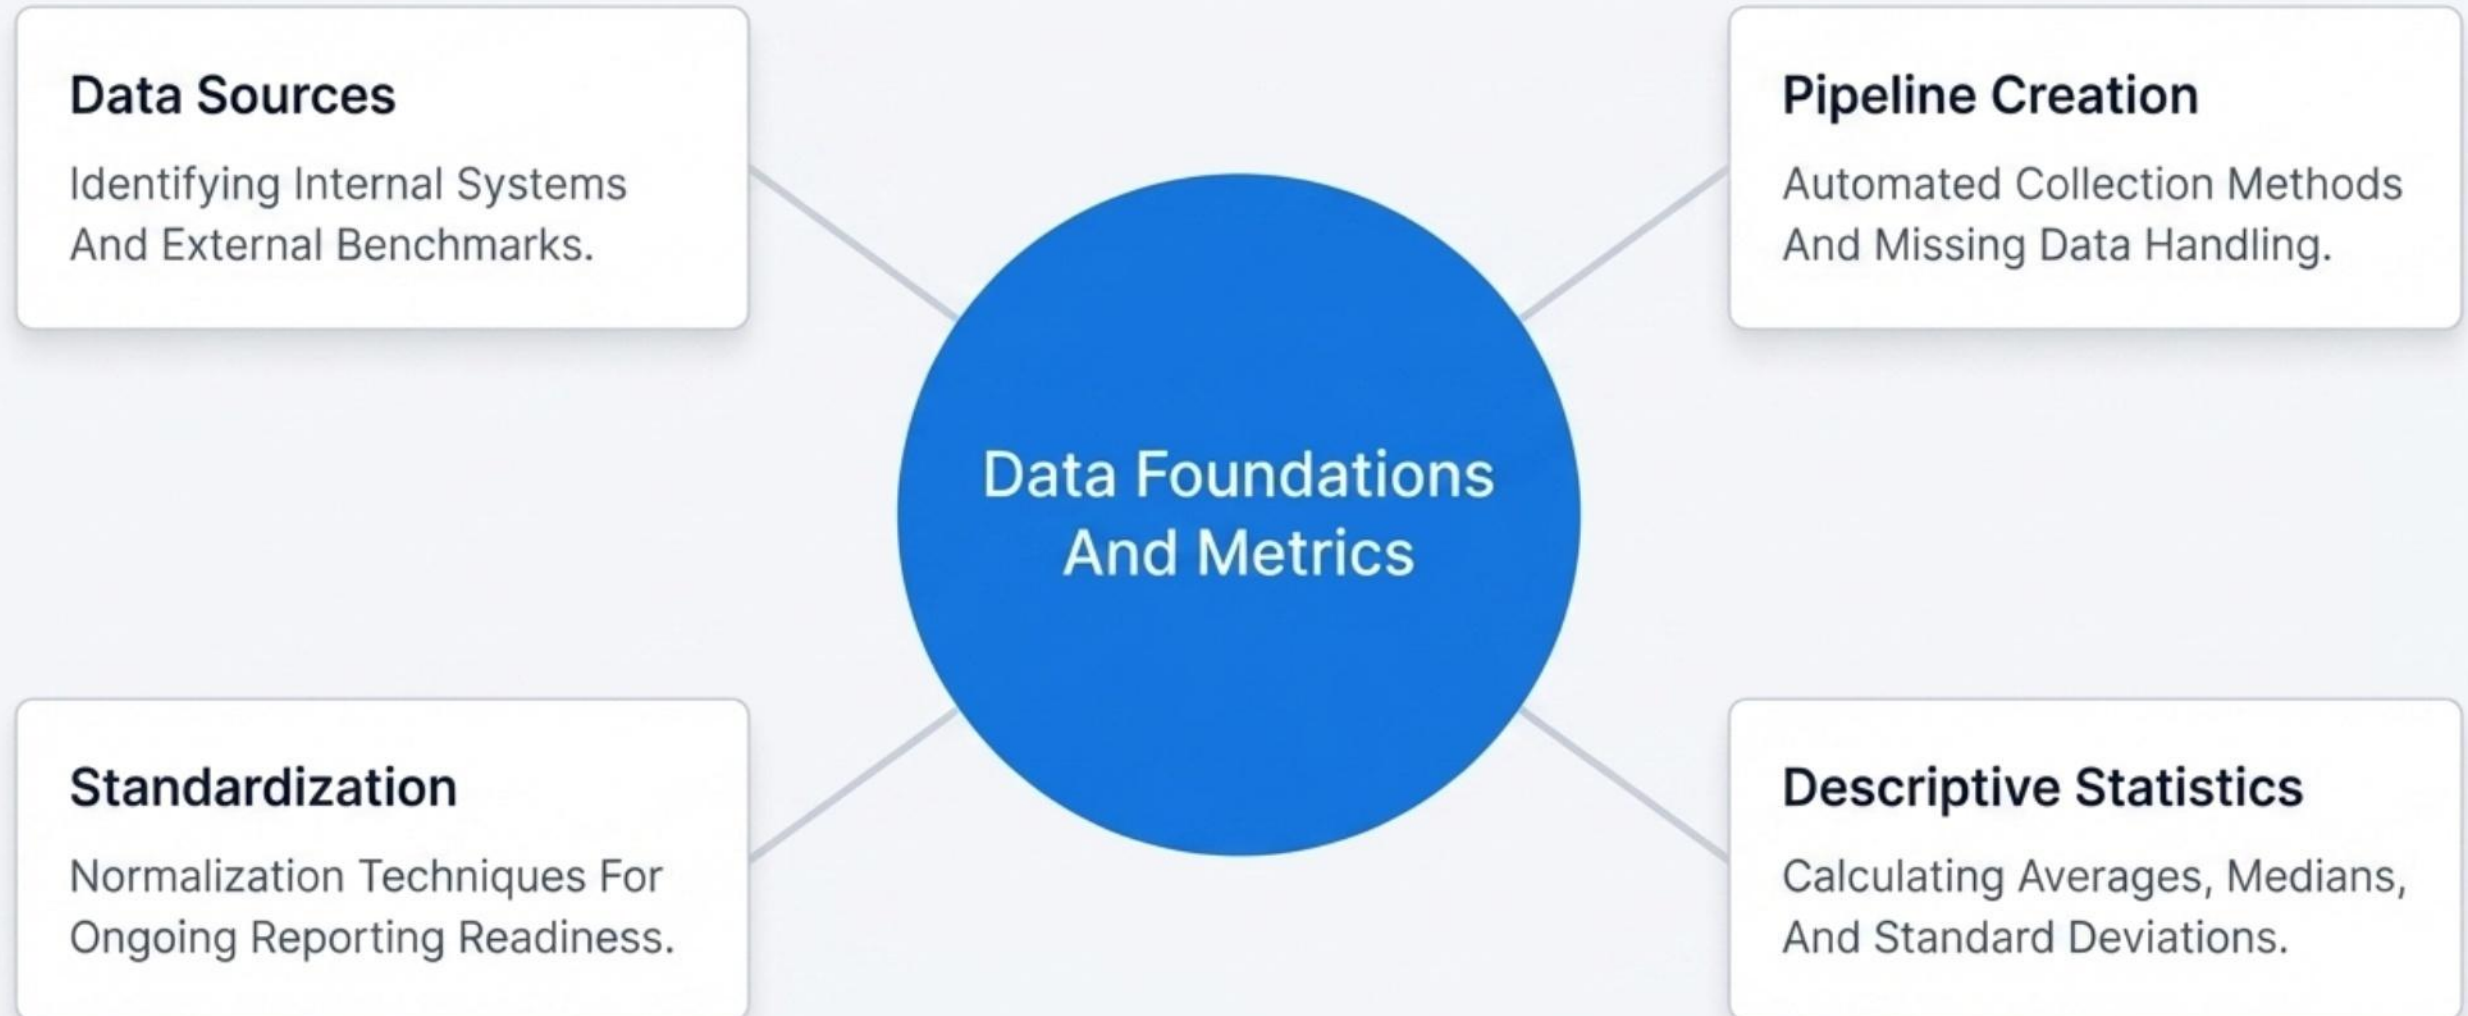 Data Sources
Identifying Internal Systems
And External Benchmarks.
Pipeline Creation
Automated Collection Methods
And Missing Data Handling.
Data Foundations
And Metrics
Standardization
Normalization Techniques For
Ongoing Reporting Readiness.
Descriptive Statistics
Calculating Averages, Medians,
And Standard Deviations.